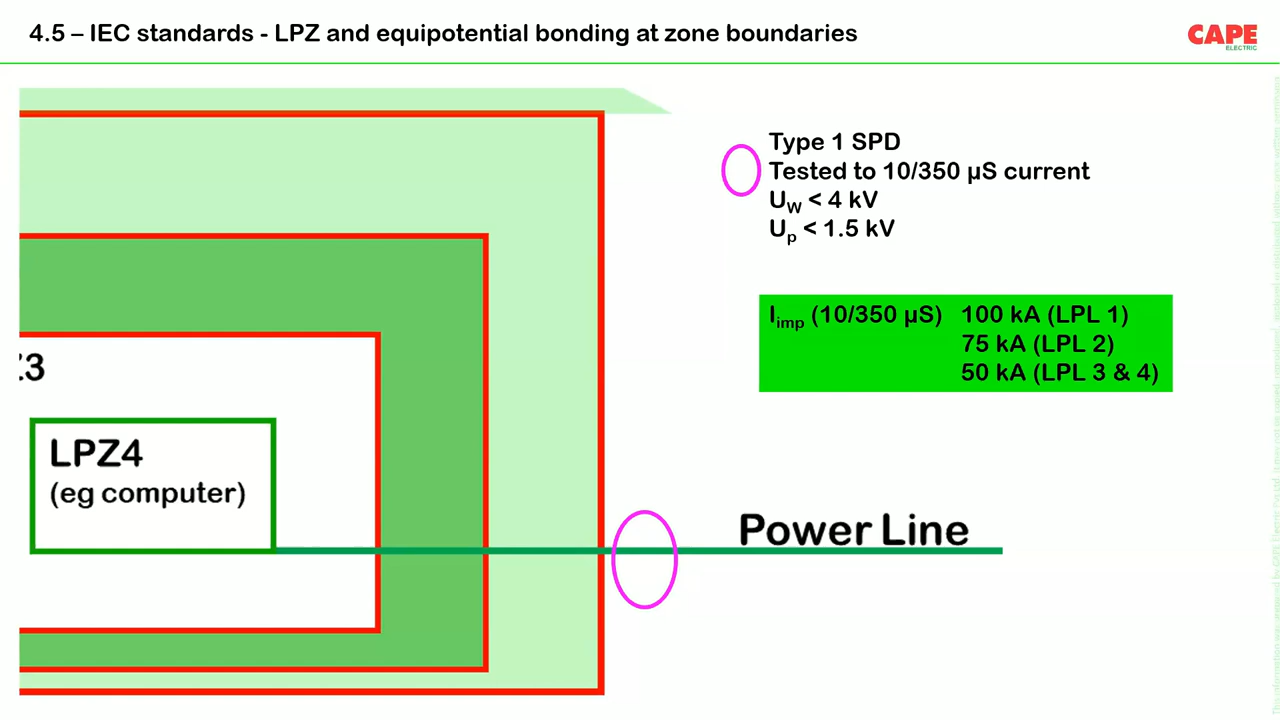 4.5 – IEC standards - LPZ and equipotential bonding at zone boundaries
CAPE
ELECTRIC
Type 1 SPD
Tested to 10/350 µS current
UW < 4 kV
Up < 1.5 kV
Iimp (10/350 µS) 100 kA (LPL 1)
75 kA (LPL 2)
50 kA (LPL 3 & 4)
Z3
LPZ4
(eg computer)
Power Line